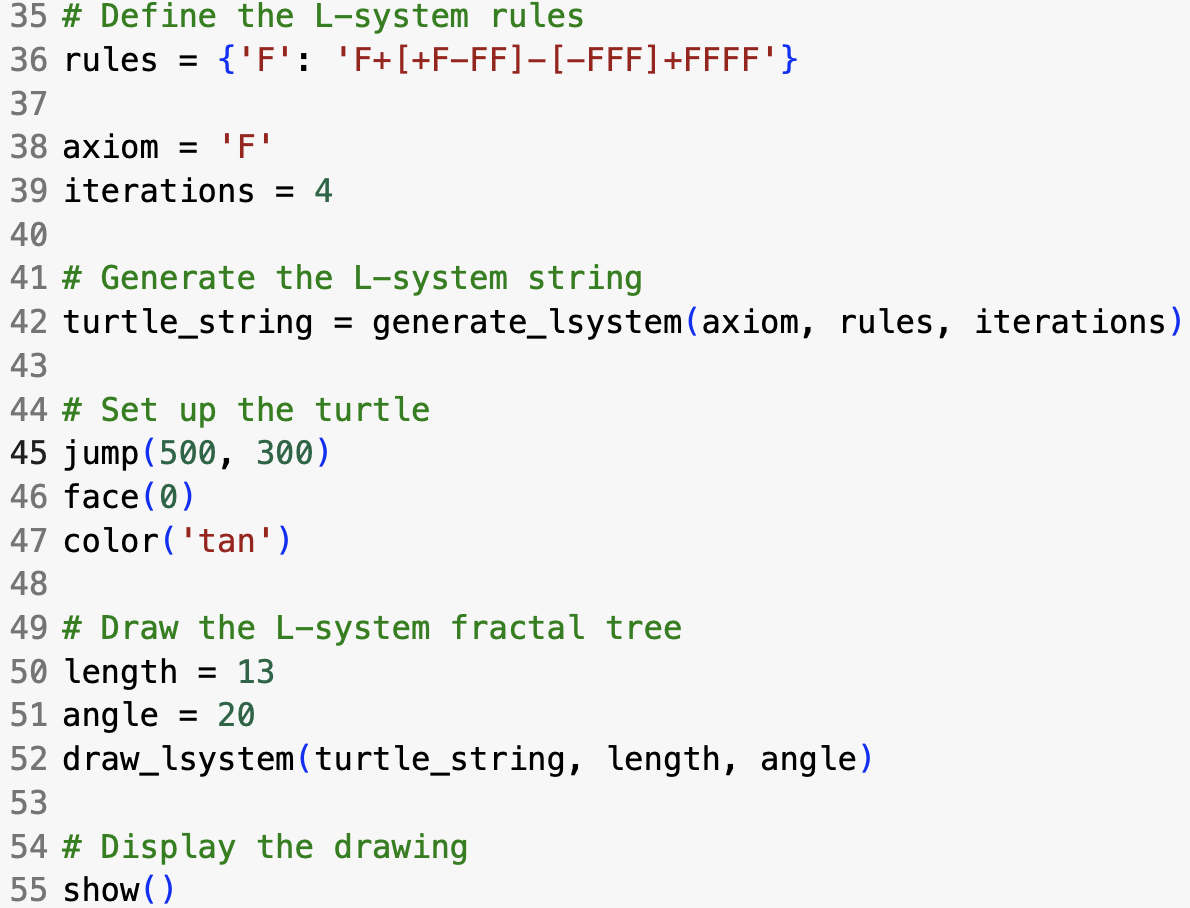 35 # Define the L-system rules
36 rules = {'F': 'F+[+F-FF]-[-FFF]+FFFF'}
37
38 axiom = 'F'
39 iterations = 4
40
41 # Generate the L-system string
42 turtle_string = generate_lsystem(axiom, rules, iterations)
43
44 # Set up the turtle
45 jump(500, 300)
46 face(0)
47 color('tan')
48
49 # Draw the L-system fractal tree
50 length = 13
51 angle = 20
52 draw_lsystem(turtle_string, length, angle)
53
54 # Display the drawing
55 show()